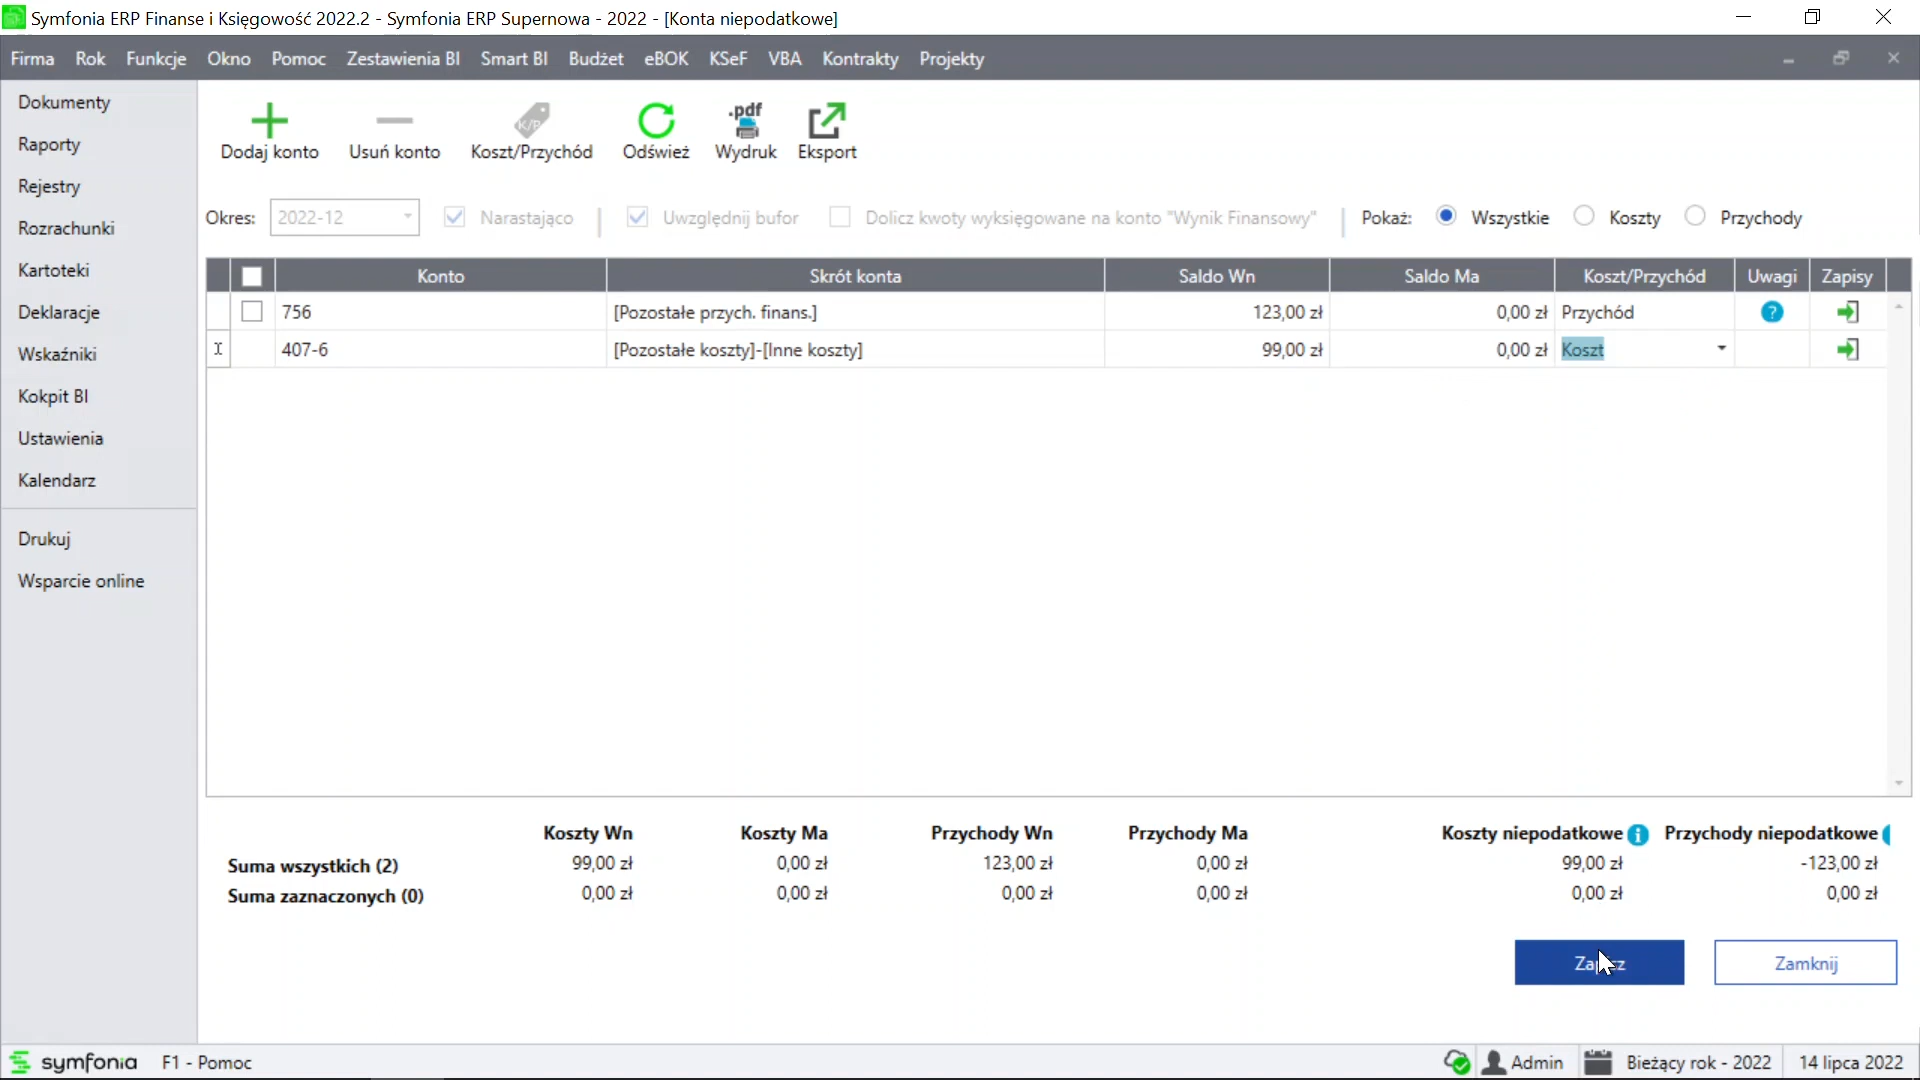 Symfonia ERP Finanse i Księgowość 2022.2 - Symfonia ERP Supernowa - 2022 - [Konta niepodatkowe]
Firma Rok Funkcje Okno Pomoc Zestawienia BI Smart BI Budżet eBOK KSeF VBA Kontrakty Projekty
Dokumenty
Raporty
Rejestry
Rozrachunki
Kartoteki
Deklaracje
Wskaźniki
Kokpit BI
Ustawienia
Kalendarz
Drukuj
Wsparcie online
K/P .pdf
Dodaj konto Usuń konto Koszt/Przychód Odśwież Wydruk Eksport
Okres: 2022-12 Narastająco Uwzględnij bufor Dolicz kwoty wyksięgowane na konto "Wynik Finansowy" Pokaż: Wszystkie Koszty Przychody
Konto Skrót konta Saldo Wn Saldo Ma Koszt/Przychód Uwagi Zapisy
756 [Pozostałe przych. finans.] 123,00 zł 0,00 zł Przychód ?
407-6 [Pozostałe koszty]-[Inne koszty] 99,00 zł 0,00 zł Koszt
Koszty Wn Koszty Ma Przychody Wn Przychody Ma Koszty niepodatkowe i Przychody niepodatkowe
Suma wszystkich (2) 99,00 zł 0,00 zł 123,00 zł 0,00 zł 99,00 zł -123,00 zł
Suma zaznaczonych (0) 0,00 zł 0,00 zł 0,00 zł 0,00 zł 0,00 zł 0,00 zł
Zamknij
symfonia F1 - Pomoc Admin Bieżący rok - 2022 14 lipca 2022